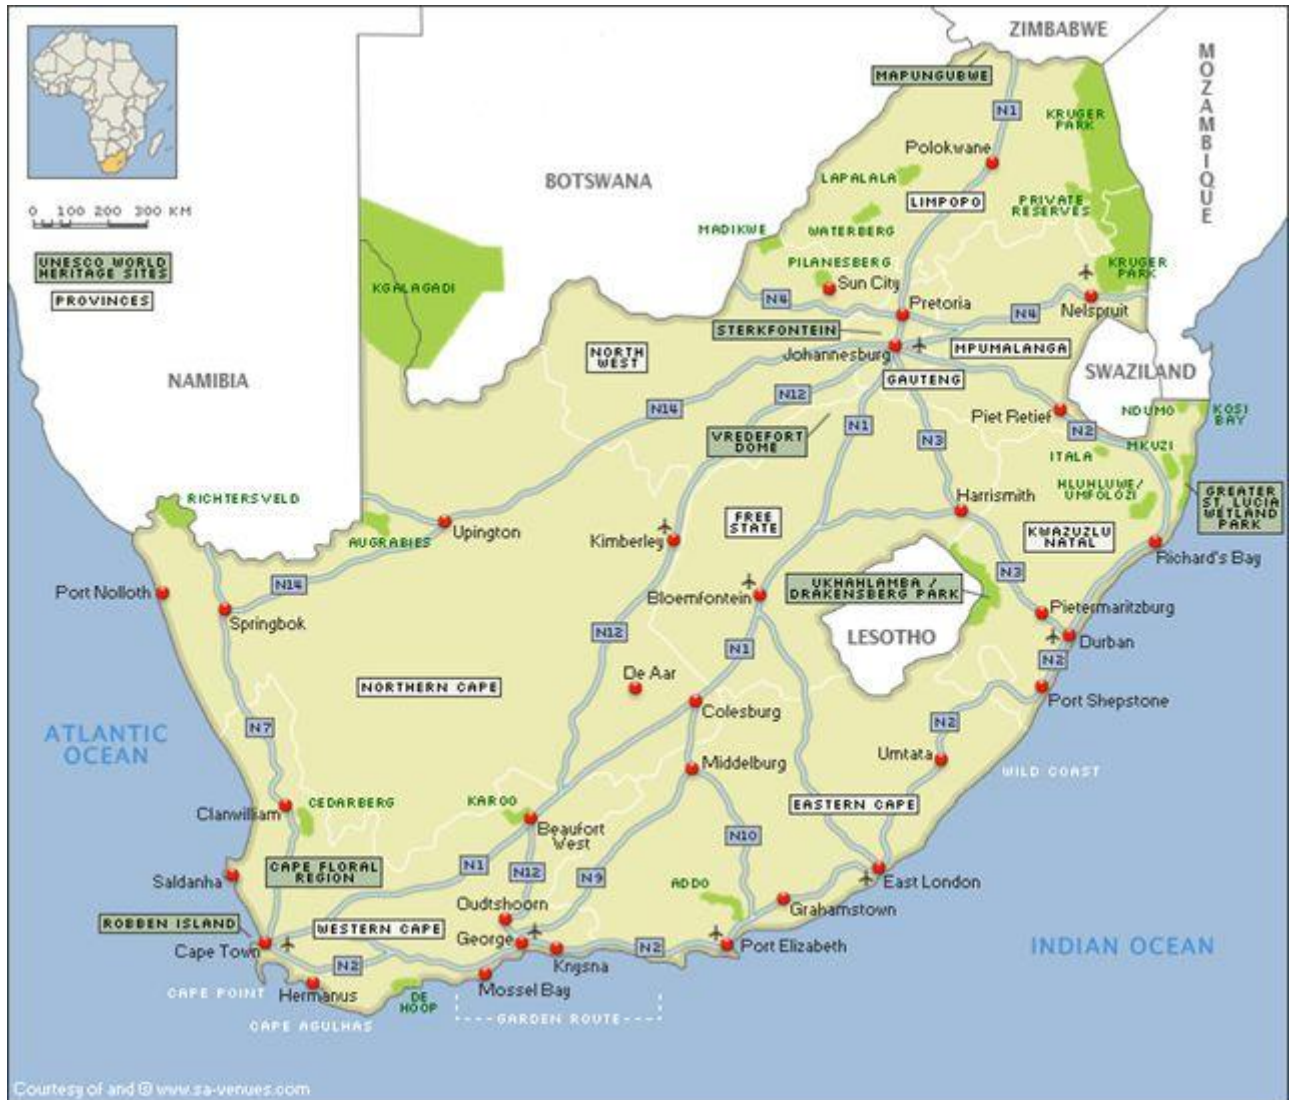 ZIMBABWE
MOZAMBIQUE
MAPUNGUBWE
N1
KRUGER
PARK
Polokwane
BOTSWANA
LAPALALA
LIMPOPO
PRIVATE
RESERVES
0 100 200 300 KM
MADIKWE
WATERBERG
UNESCO WORLD
HERITAGE SITES
PILANESBERG
KRUGER
PARK
KGALAGADI
Sun City
PROVINCES
N4
Pretoria
N4
Nelspruit
STERKFONTEIN
NORTH
WEST
Johannesburg
MPUMALANGA
NAMIBIA
GAUTENG
SWAZILAND
N12
N14
Piet Retief
NDUMO
KOSI
BAY
N1
N3
N2
VREDEFORT
DOME
MKUZI
ITALA
RICHTERSVELD
HLUHLUWE/
UMFOLOZI
GREATER
ST. LUCIA
WETLAND
PARK
Harrismith
FREE
STATE
Upington
AUGRABIES
Kimberley
KWAZUZLU
NATAL
Richard's Bay
N14
N3
Port Nolloth
UKHAHLAMBA /
DRAKENSBERG PARK
Bloemfontein
Springbok
Pietermaritzburg
N12
LESOTHO
Durban
N1
N2
De Aar
NORTHERN CAPE
Colesburg
Port Shepstone
N7
N2
ATLANTIC
OCEAN
Umtata
Middelburg
WILD COAST
Clanwilliam
CEDARBERG
KAROO
EASTERN CAPE
Beaufort
West
N10
CAPE FLORAL
REGION
N1
N12
N9
Saldanha
ADDO
East London
Oudtshoorn
Grahamstown
ROBBEN ISLAND
WESTERN CAPE
George
Cape Town
N2
Port Elizabeth
INDIAN OCEAN
Knysna
N2
CAPE POINT
Hermanus
DE
HOOP
Mossel Bay
GARDEN ROUTE
CAPE AGULHAS
Courtesy of and © www.sa-venues.com